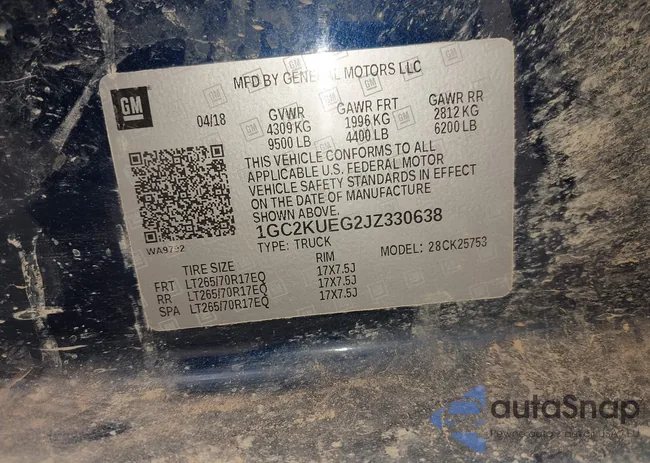 MFD BY GENERAL MOTORS LLC
GM
04/18
GVWR GAWR FRT GAWR RR
4309 KG 1996 KG 2812 KG
9500 LB 4400 LB 6200 LB
THIS VEHICLE CONFORMS TO ALL
APPLICABLE U.S. FEDERAL MOTOR
VEHICLE SAFETY STANDARDS IN EFFECT
ON THE DATE OF MANUFACTURE
SHOWN ABOVE.
1GC2KUEG2JZ330638
WA9792
TYPE: TRUCK MODEL: 28CK25753
TIRE SIZE RIM
FRT LT265/70R17EQ 17X7.5J
RR LT265/70R17EQ 17X7.5J
SPA LT265/70R17EQ 17X7.5J
autoSnap